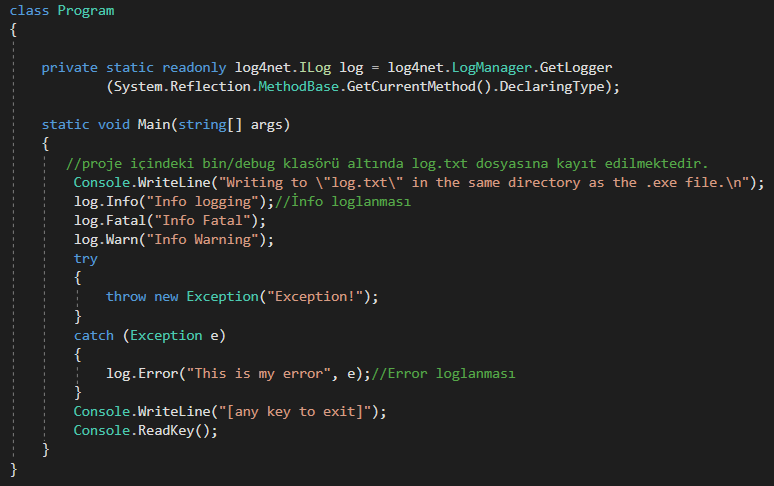 class Program
{
private static readonly log4net.ILog log = log4net.LogManager.GetLogger
(System.Reflection.MethodBase.GetCurrentMethod().DeclaringType);
static void Main(string[] args)
{
//proje içindeki bin/debug klasörü altında log.txt dosyasına kayıt edilmektedir.
Console.WriteLine("Writing to \"log.txt\" in the same directory as the .exe file.\n");
log.Info("Info logging");//İnfo loglanması
log.Fatal("Info Fatal");
log.Warn("Info Warning");
try
{
throw new Exception("Exception!");
}
catch (Exception e)
{
log.Error("This is my error", e);//Error loglanması
}
Console.WriteLine("[any key to exit]");
Console.ReadKey();
}
}